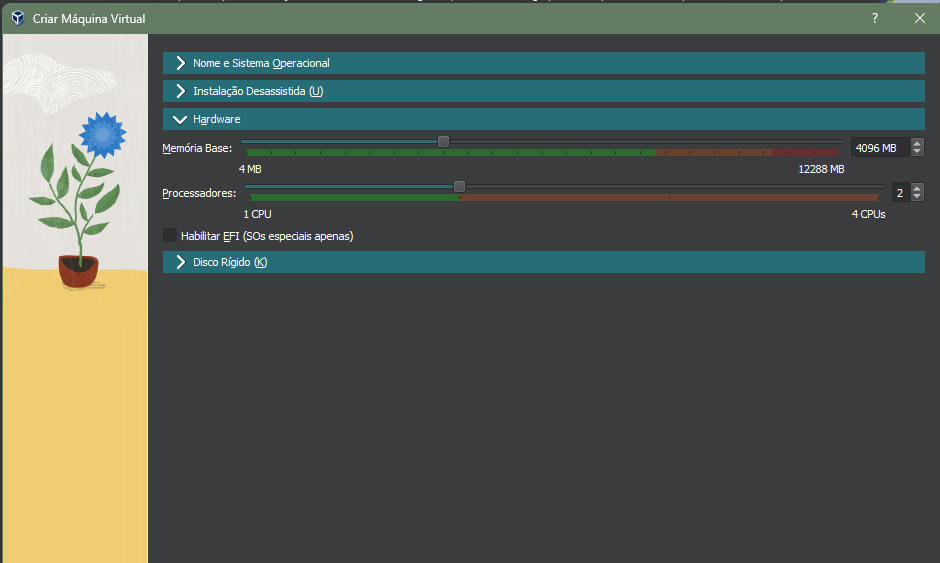 Criar Máquina Virtual ?
Nome e Sistema Operacional
Instalação Desassistida (U)
Hardware
Memória Base: 4096 MB
4 MB 12288 MB
Processadores: 2
1 CPU 4 CPUs
Habilitar EFI (SOs especiais apenas)
Disco Rígido (K)